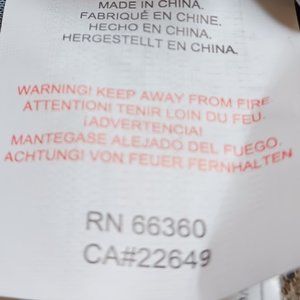 MADE IN CHINA.
FABRIQUÉ EN CHINE.
HECHO EN CHINA.
HERGESTELLT EN CHINA.
WARNING! KEEP AWAY FROM FIRE.
ATTENTION! TENIR LOIN DU FEU.
¡ADVERTENCIA!
MANTEGASE ALEJADO DEL FUEGO.
ACHTUNG! VON FEUER FERNHALTEN
RN 66360
CA#22649